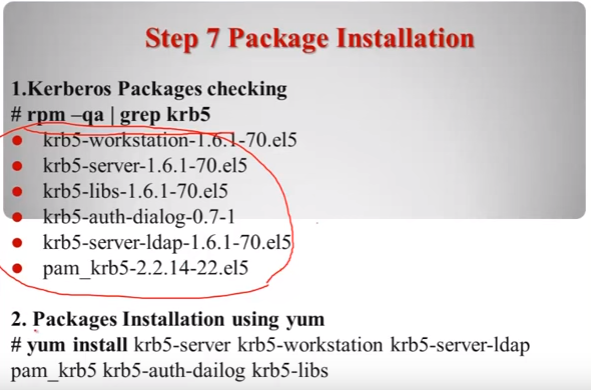 Step 7 Package Installation
1.Kerberos Packages checking
# rpm –qa | grep krb5
● krb5-workstation-1.6.1-70.el5
● krb5-server-1.6.1-70.el5
● krb5-libs-1.6.1-70.el5
● krb5-auth-dialog-0.7-1
● krb5-server-ldap-1.6.1-70.el5
● pam_krb5-2.2.14-22.el5
2. Packages Installation using yum
# yum install krb5-server krb5-workstation krb5-server-ldap
pam_krb5 krb5-auth-dailog krb5-libs